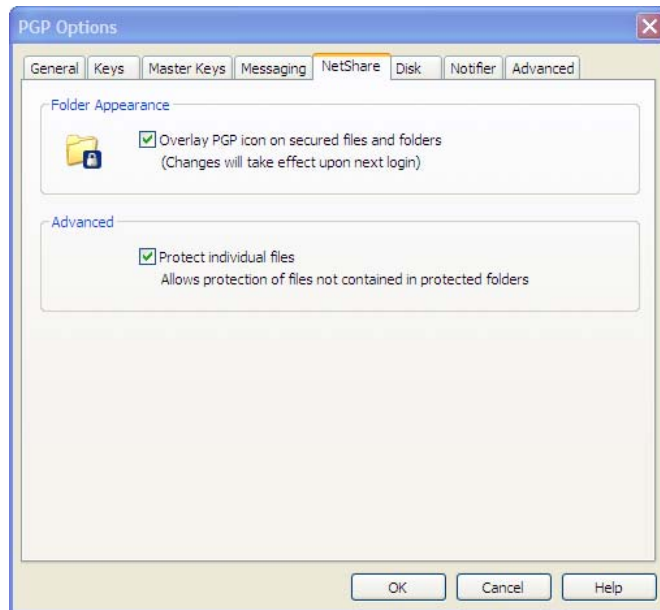 PGP Options
General Keys Master Keys Messaging NetShare Disk Notifier Advanced
Folder Appearance
Overlay PGP icon on secured files and folders
(Changes will take effect upon next login)
Advanced
Protect individual files
Allows protection of files not contained in protected folders
OK Cancel Help